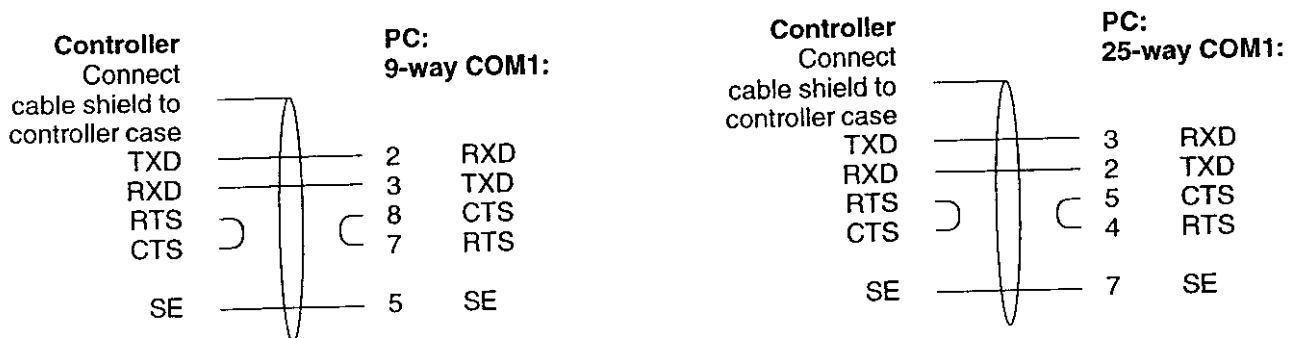 Controller
Connect
cable shield to
controller case
PC:
9-way COM1:
TXD 2 RXD
RXD 3 TXD
RTS 8 CTS
CTS 7 RTS
SE 5 SE
Controller
Connect
cable shield to
controller case
PC:
25-way COM1:
TXD 3 RXD
RXD 2 TXD
RTS 5 CTS
CTS 4 RTS
SE 7 SE